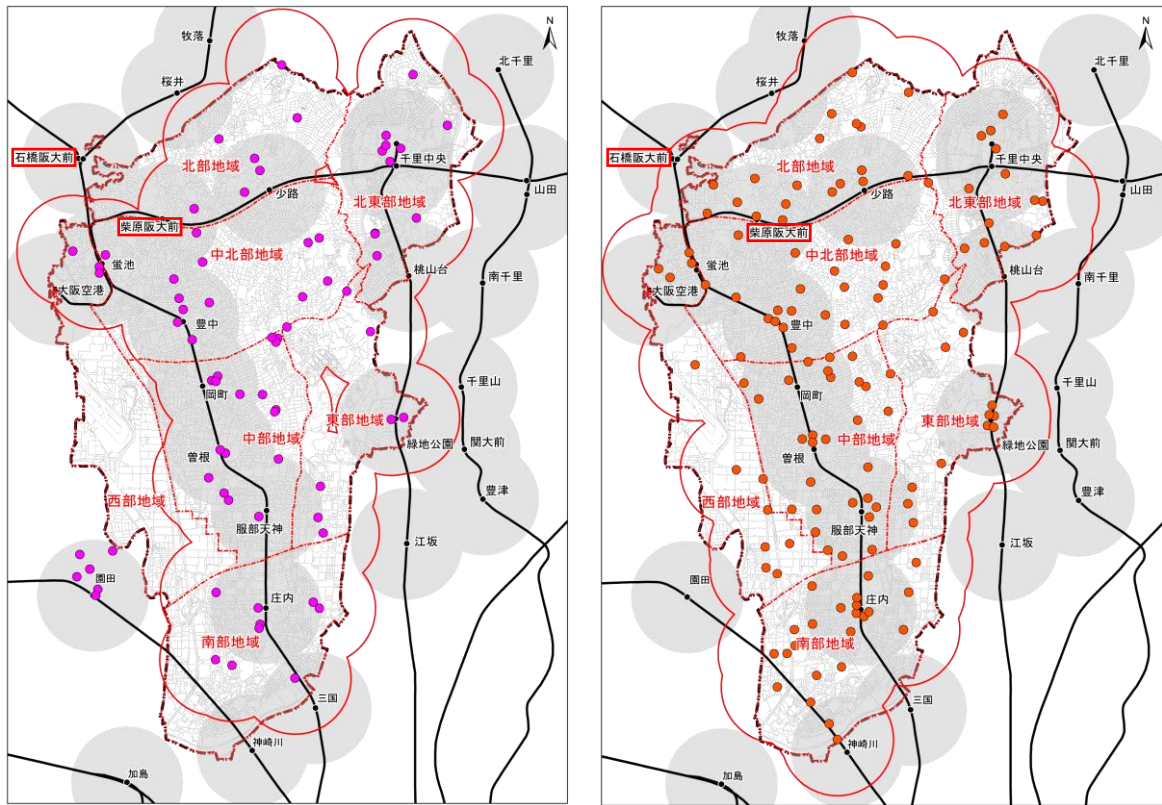 N
牧落
北千里
桜井
石橋阪大前
北部地域
千里中央
山田
少路
北東部地域
柴原阪大前
中北部地域
蛍池
桃山台
南千里
大阪空港
豊中
岡町
千里山
東部地域
中部地域
緑地公園
関大前
曽根
豊津
西部地域
服部天神
江坂
園田
庄内
南部地域
三国
神崎川
加島
N
牧落
北千里
桜井
石橋阪大前
北部地域
千里中央
山田
少路
北東部地域
柴原阪大前
中北部地域
蛍池
桃山台
南千里
大阪空港
豊中
岡町
千里山
東部地域
中部地域
緑地公園
関大前
曽根
豊津
西部地域
服部天神
江坂
園田
庄内
南部地域
三国
神崎川
加島